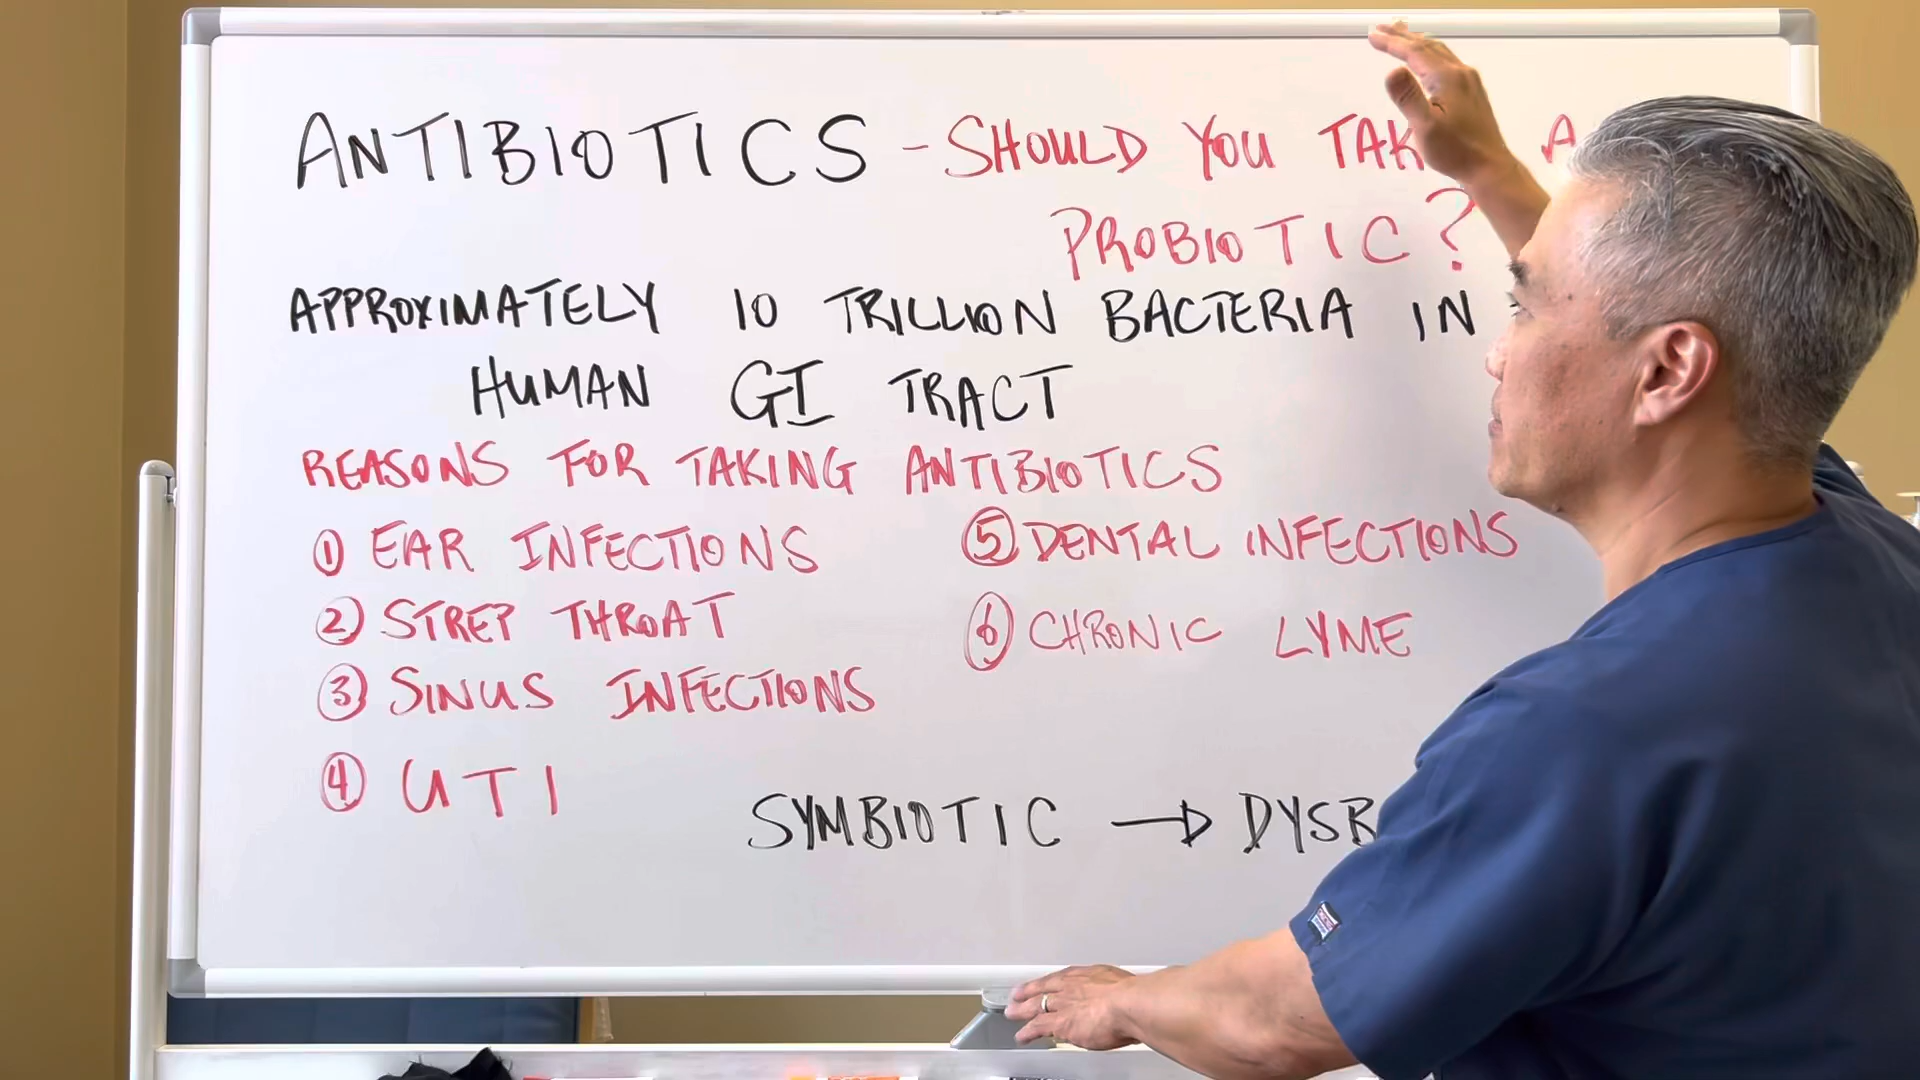 ANTIBIOTICS - SHOULD YOU TAK A
PROBIOTIC?
APPROXIMATELY 10 TRILLION BACTERIA IN
HUMAN GI TRACT
REASONS FOR TAKING ANTIBIOTICS
① EAR INFECTIONS
② STREP THROAT
③ SINUS INFECTIONS
④ UTI
⑤ DENTAL INFECTIONS
⑥ CHRONIC LYME
SYMBIOTIC → DYSB